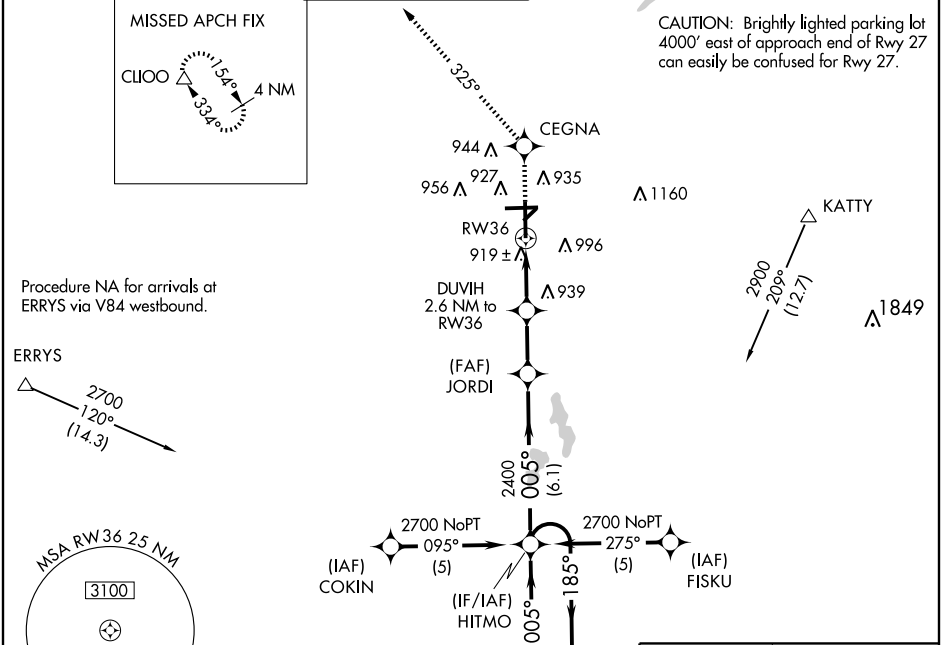 MISSED APCH FIX
CLIOO
154°
4 NM
334°
325°
CAUTION: Brightly lighted parking lot
4000' east of approach end of Rwy 27
can easily be confused for Rwy 27.
CEGNA
944
956
927
935
1160
RW36
919 ±
996
KATTY
2900
209°
(12.7)
1849
DUVIH
2.6 NM to
RW36
939
Procedure NA for arrivals at
ERRYS via V84 westbound.
ERRYS
2700
120°
(14.3)
(FAF)
JORDI
2400
005°
(6.1)
2700 NoPT
095°
(5)
(IAF)
COKIN
2700 NoPT
275°
(5)
(IAF)
FISKU
(IF/IAF)
HITMO
005°
185°
MSA RW36 25 NM
3100